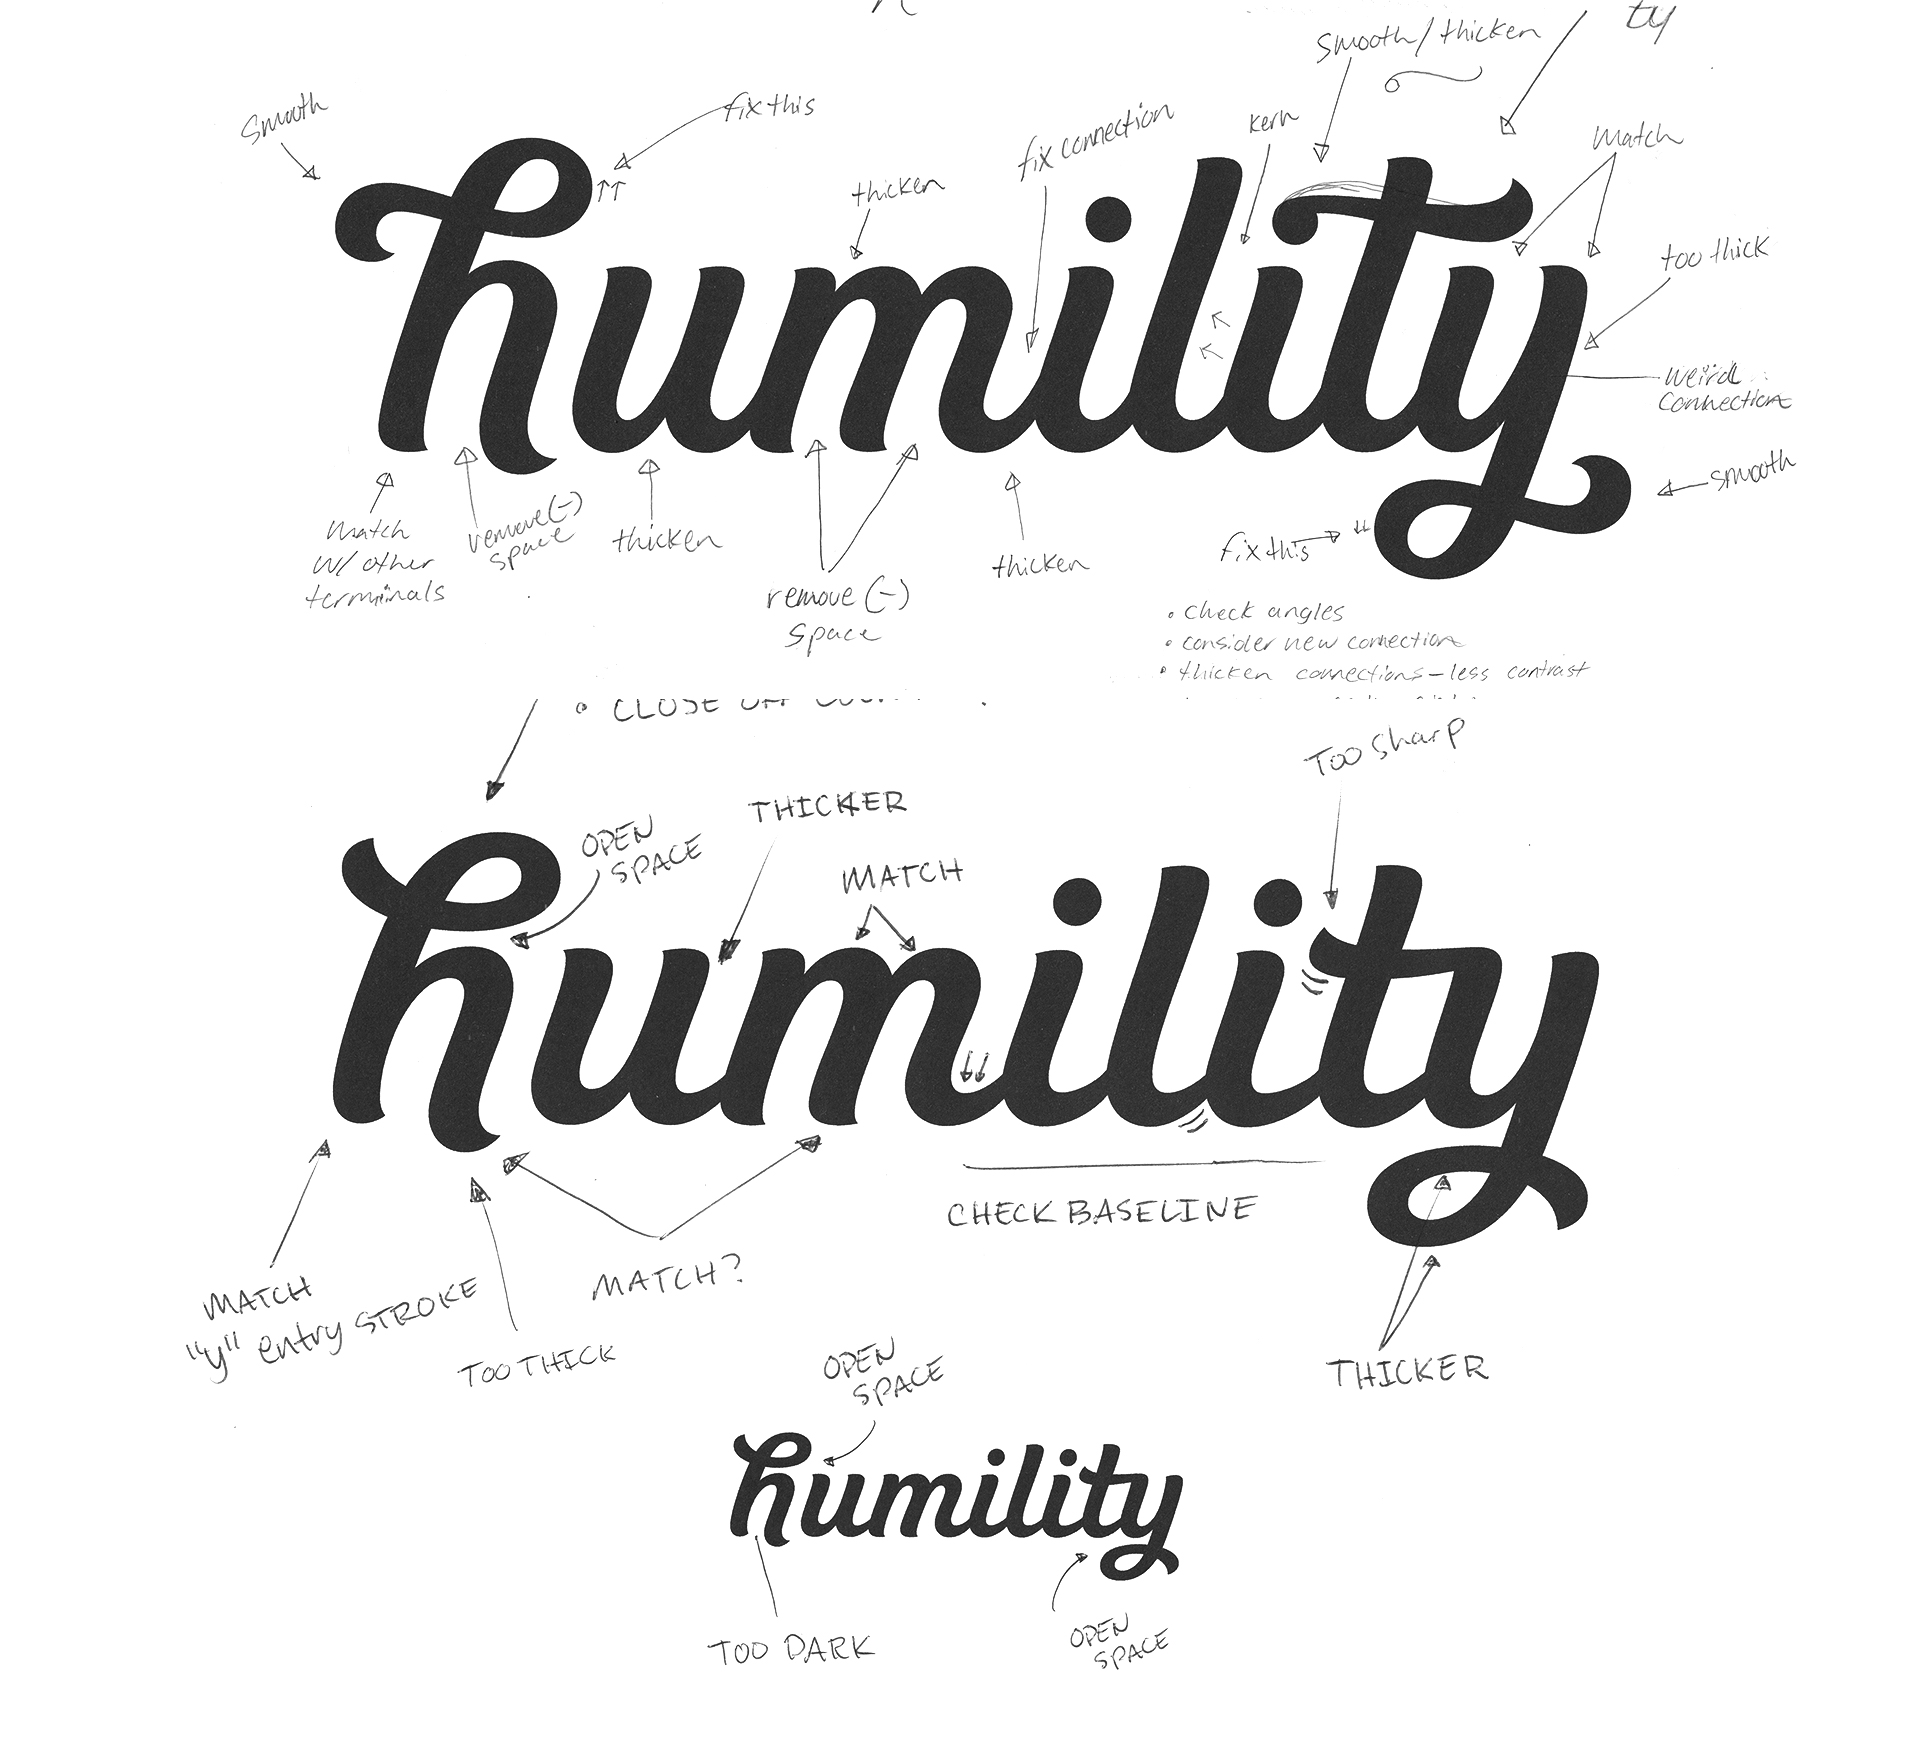 ty
smooth/thicken
smooth
fix this
fix connection
kern
match
thicken
humility
too thick
weird
connection
smooth
match
w/ other
terminals
remove(-)
space
thicken
remove (-)
space
thicken
fix this
• check angles
• consider new connection
• thicken connections - less contrast
• CLOSE OFF
TOO SHARP
THICKER
OPEN
SPACE
MATCH
humility
CHECK BASELINE
MATCH
"y" entry STROKE
TOO THICK
MATCH?
THICKER
OPEN
SPACE
humility
TOO DARK
OPEN
SPACE